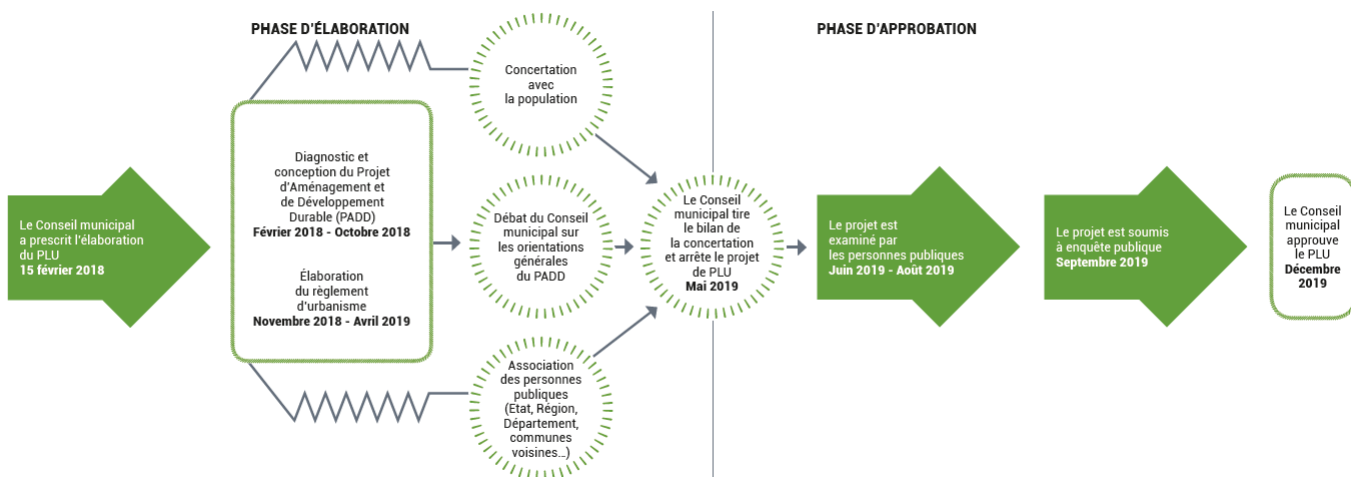 PHASE D'ÉLABORATION
PHASE D'APPROBATION
Le Conseil municipal
a prescrit l'élaboration
du PLU
15 février 2018
Diagnostic et
conception du Projet
d'Aménagement et
de Développement
Durable (PADD)
Février 2018 - Octobre 2018
Élaboration
du règlement
d'urbanisme
Novembre 2018 - Avril 2019
Concertation
avec
la population
Débat du Conseil
municipal sur
les orientations
générales
du PADD
Association
des personnes
publiques
(Etat, Région,
Département,
communes
voisines...)
Le Conseil
municipal tire
le bilan de
la concertation
et arrête le projet
de PLU
Mai 2019
Le projet est
examiné par
les personnes publiques
Juin 2019 - Août 2019
Le projet est soumis
à enquête publique
Septembre 2019
Le Conseil
municipal
approuve
le PLU
Décembre
2019